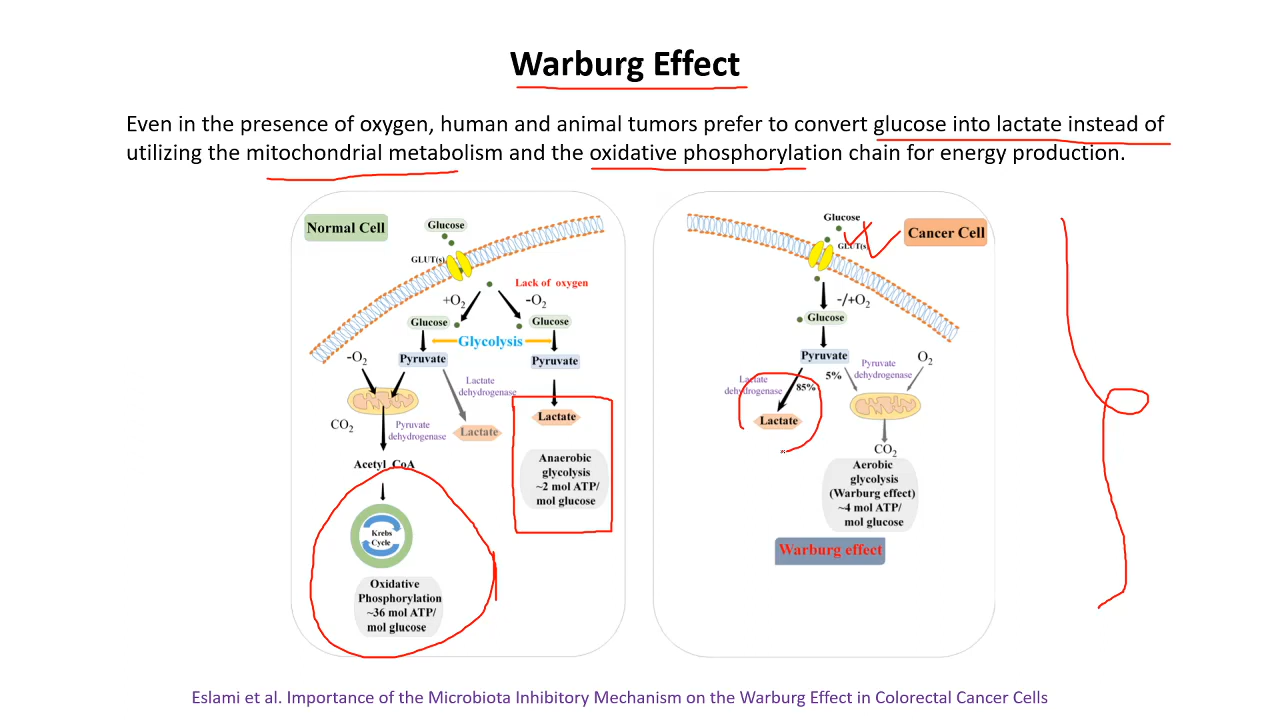 Warburg Effect
Even in the presence of oxygen, human and animal tumors prefer to convert glucose into lactate instead of
utilizing the mitochondrial metabolism and the oxidative phosphorylation chain for energy production.
Normal Cell
Glucose
GLUT(s)
Lack of oxygen
+O2
-O2
Glucose
Glucose
Glycolysis
-O2
Pyruvate
Pyruvate
Lactate
dehydrogenase
CO2
Pyruvate
dehydrogenase
Lactate
Lactate
Acetyl CoA
Anaerobic
glycolysis
~2 mol ATP/
mol glucose
Krebs
Cycle
Oxidative
Phosphorylation
~36 mol ATP/
mol glucose
Glucose
Cancer Cell
GLUT(s)
-/+O2
Glucose
Pyruvate
O2
Lactate
dehydrogenase
85%
5%
Pyruvate
dehydrogenase
Lactate
CO2
Aerobic
glycolysis
(Warburg effect)
~4 mol ATP/
mol glucose
Warburg effect
Eslami et al. Importance of the Microbiota Inhibitory Mechanism on the Warburg Effect in Colorectal Cancer Cells